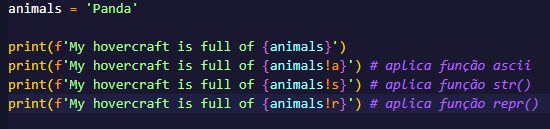 animals = 'Panda'
print(f'My hovercraft is full of {animals}')
print(f'My hovercraft is full of {animals!a}') # aplica função ascii
print(f'My hovercraft is full of {animals!s}') # aplica função str()
print(f'My hovercraft is full of {animals!r}') # aplica função repr()